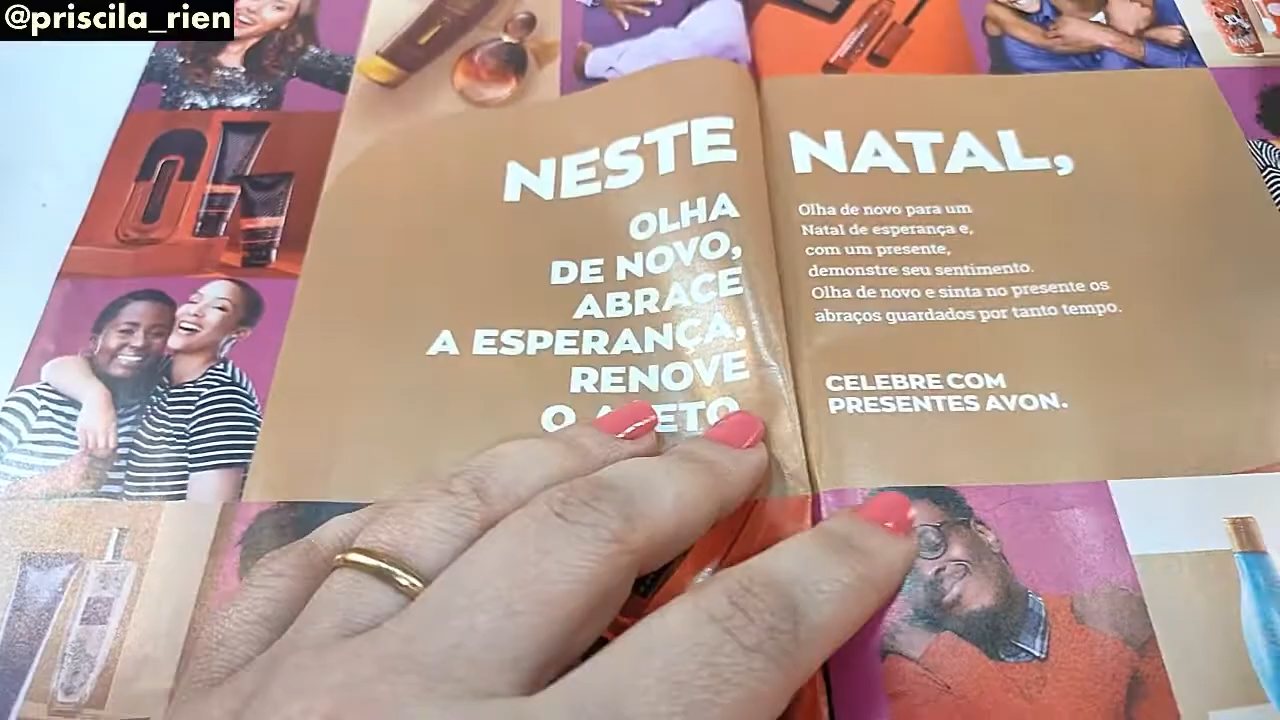 @priscila_rien
NESTE
OLHA
DE NOVO,
ABRACE
A ESPERANÇA,
RENOVE
NATAL,
Olha de novo para um
Natal de esperança e,
com um presente,
demonstre seu sentimento.
Olha de novo e sinta no presente os
abraços guardados por tanto tempo.
CELEBRE COM
PRESENTES AVON.